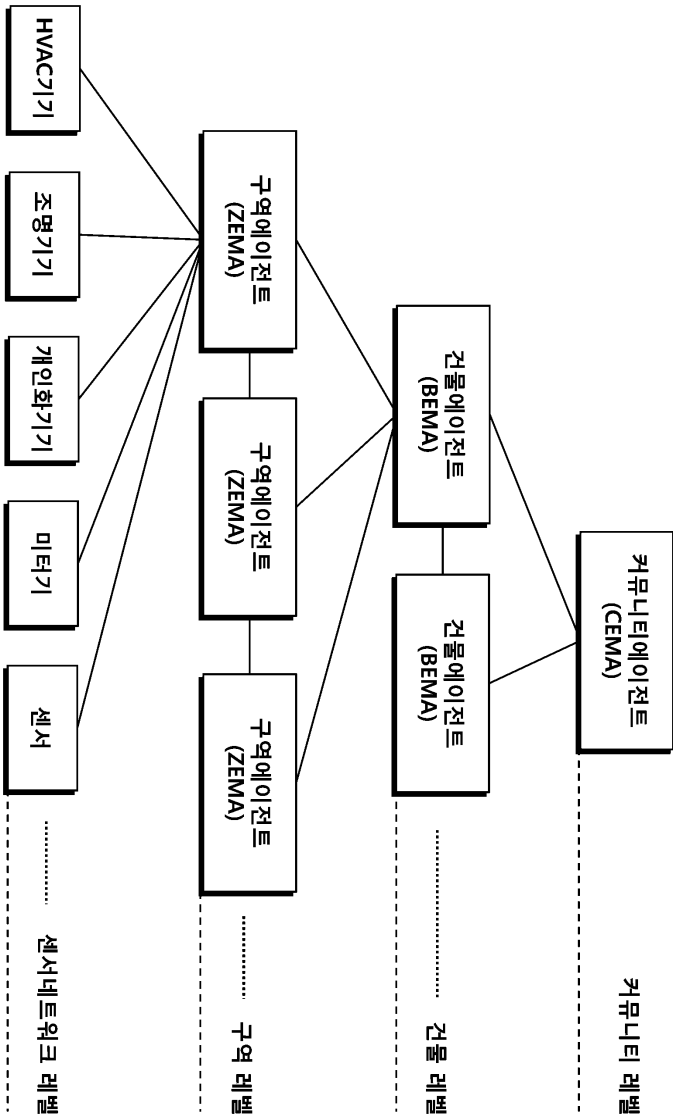 커뮤니티에이전트
(CEMA)
커뮤니티 레벨
건물에이전트
(BEMA)
건물에이전트
(BEMA)
건물 레벨
구역에이전트
(ZEMA)
구역에이전트
(ZEMA)
구역에이전트
(ZEMA)
구역 레벨
HVAC기기
조명기기
개인화기기
미터기
센서
센서네트워크 레벨